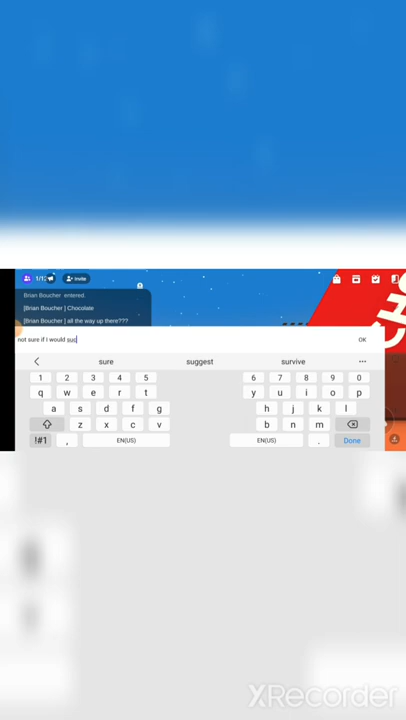 1/12 invite
Brian Boucher entered.
[Brian Boucher ] Chocolate
[Brian Boucher ] all the way up there???
CHO
not sure if I would suc OK
sure suggest survive
1 2 3 4 5 6 7 8 9 0
q w e r t y u i o p
a s d f g h j k l
z x c v b n m
!#1 , EN(US) EN(US) . Done
XRecorder